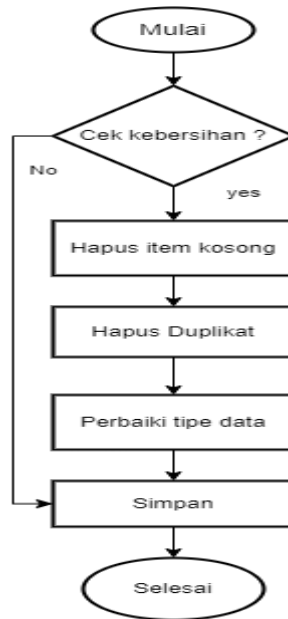 Mulai
Cek kebersihan ?
No
yes
Hapus item kosong
Hapus Duplikat
Perbaiki tipe data
Simpan
Selesai